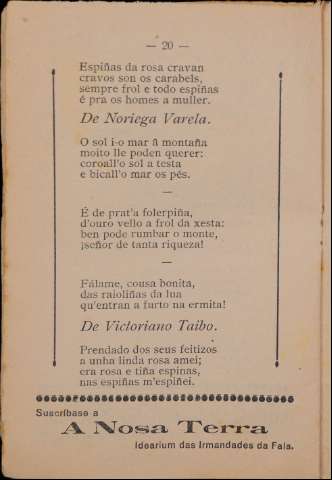 — 20 —
Espiñas da rosa cravan
cravos son os carabels,
sempre frol e todo espiñas
é pra os homes a muller.
De Noriega Varela.
O sol i-o mar â montaña
moito lle poden querer:
coroall'o sol a testa
e bicall'o mar os pés.
—
É de prat'a folerpiña,
d'ouro vello a frol da xesta:
ben pode rumbar o monte,
¡señor de tanta riqueza!
—
Fálame, cousa bonita,
das raioliñas da lua
qu'entran a furto na ermita!
De Victoriano Taibo.
Prendado dos seus feitizos
a unha linda rosa amei;
era rosa e tiña espinas,
nas espiñas m'espiñei.
Suscríbase a
A Nosa Terra
Idearium das Irmandades da Fala.